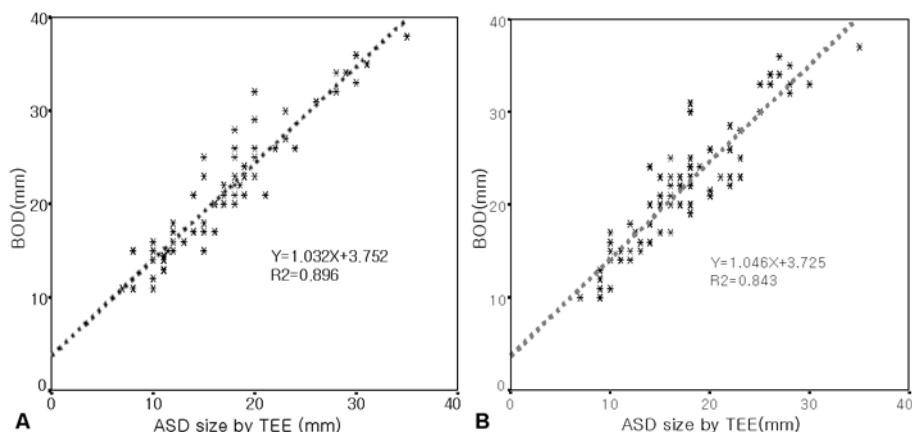 40
30
20
10
0
BOD(mm)
Y=1.032X+3.752
R2=0.896
0 10 20 30 40
A
ASD size by TEE (mm)
40
30
20
10
0
BOD(mm)
Y=1.046X+3.725
R2=0.843
0 10 20 30 40
B
ASD size by TEE(mm)